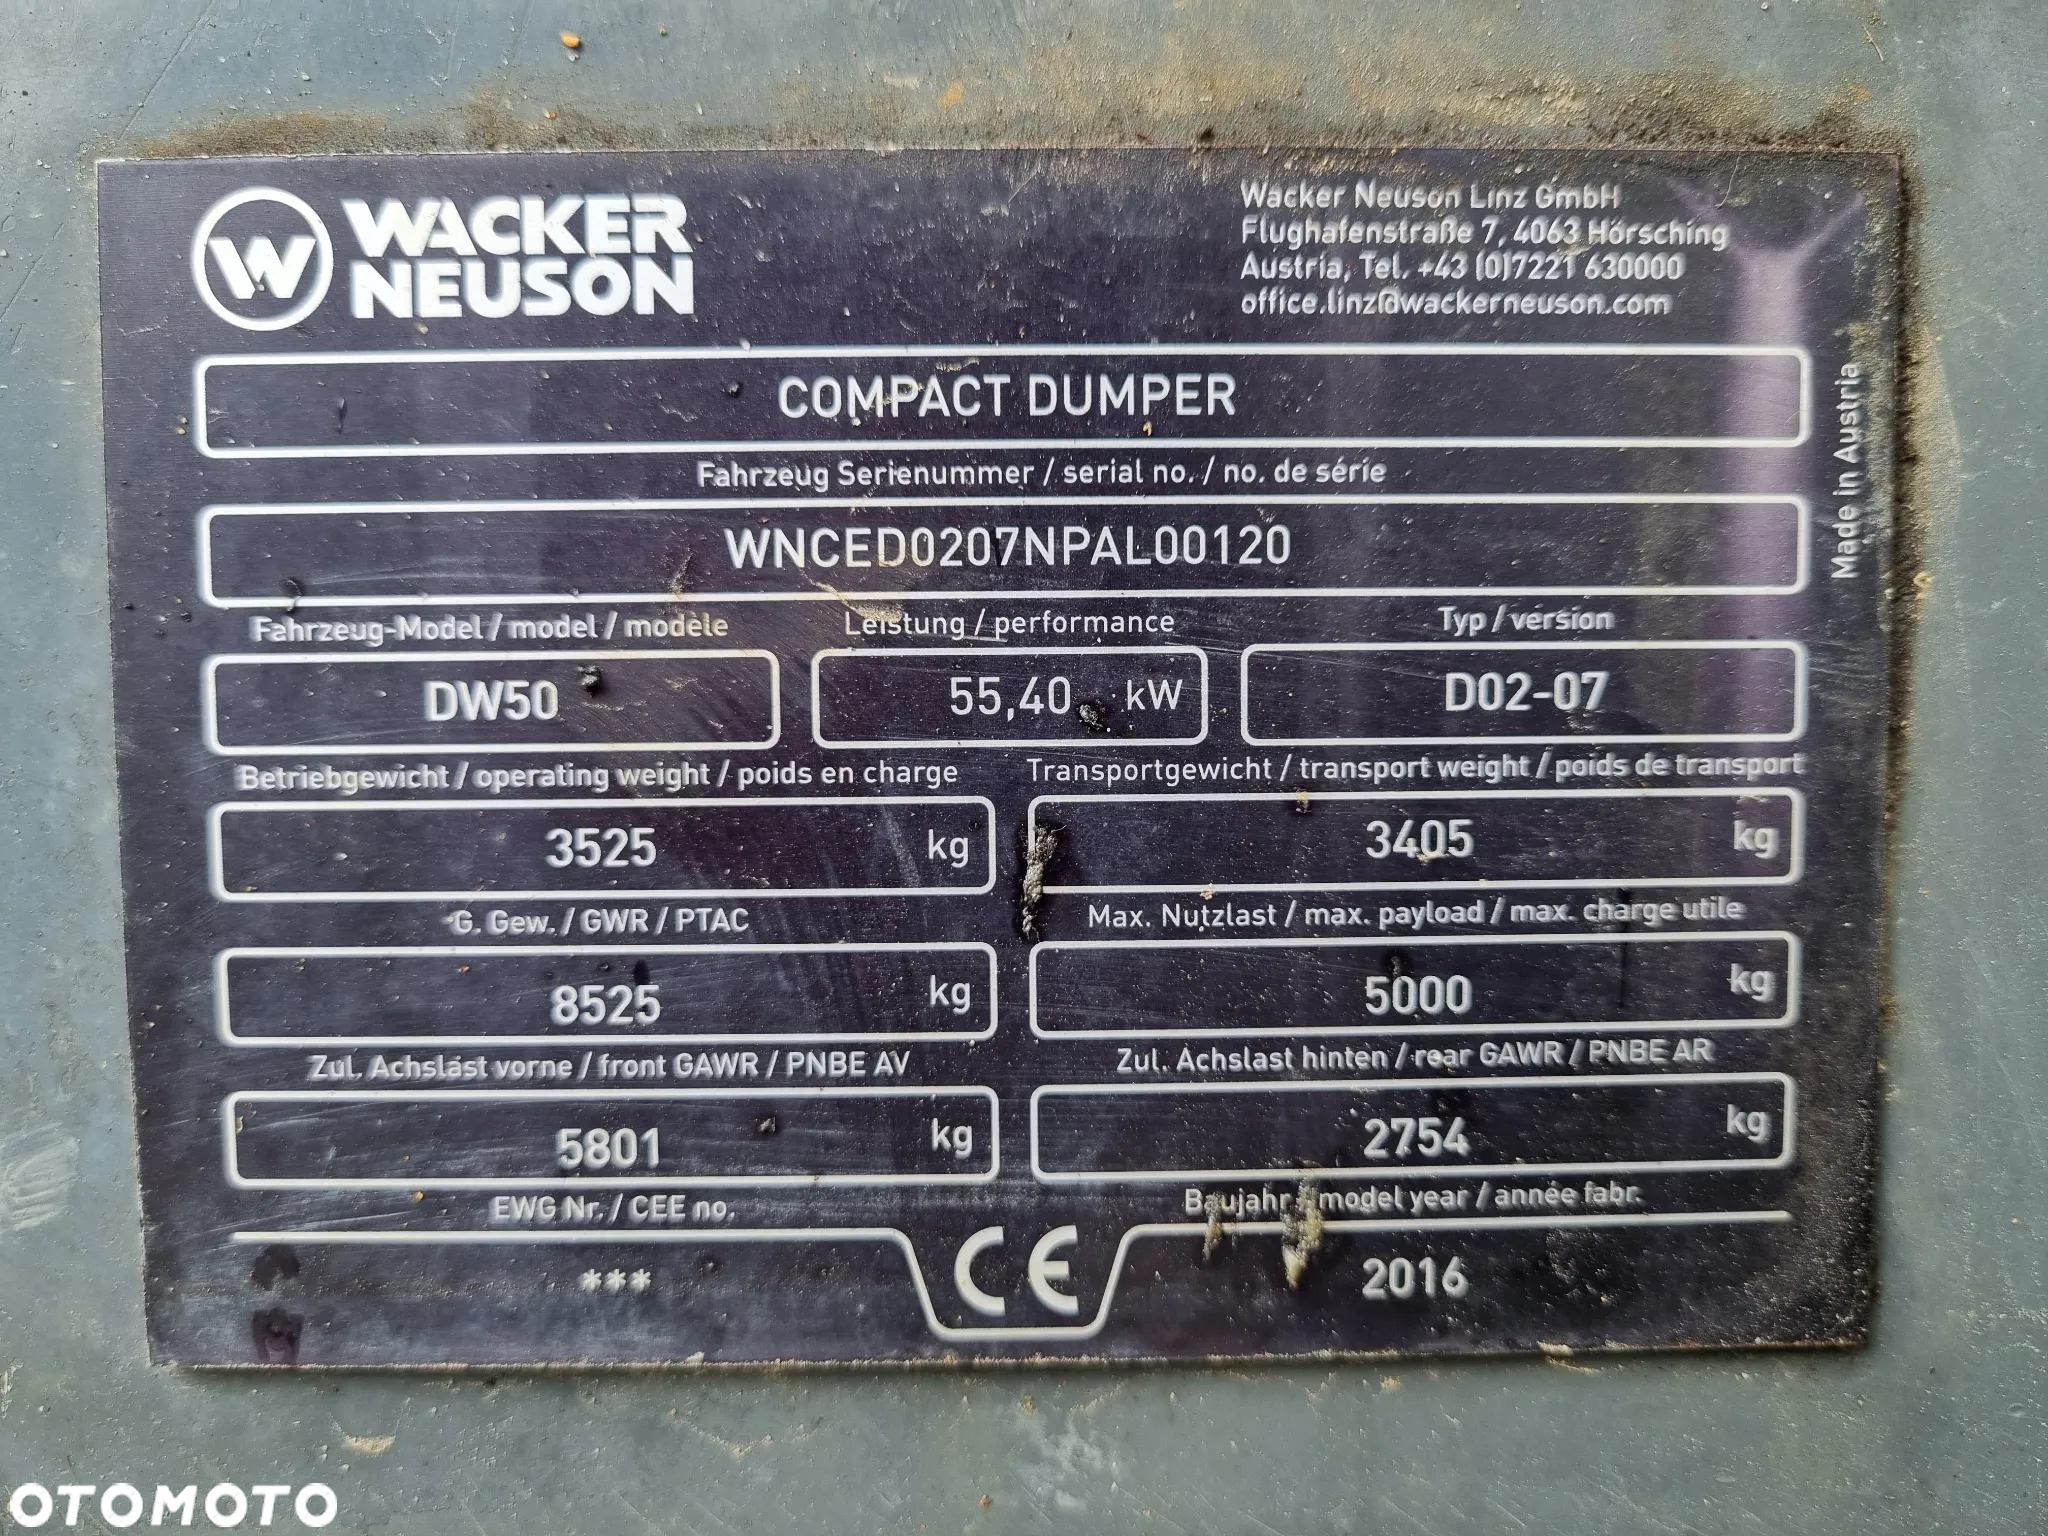 W WACKER
NEUSON
Wacker Neuson Linz GmbH
Flughafenstraße 7, 4063 Hörsching
Austria, Tel. +43 (0)7221 630000
office.linz@wackerneuson.com
COMPACT DUMPER
Made in Austria
Fahrzeug Seriennummer / serial no. / no. de série
WNCED0207NPAL00120
Fahrzeug-Model / model / modèle Leistung / performance Typ / version
DW50 55,40 kW D02-07
Betriebgewicht / operating weight / poids en charge Transportgewicht / transport weight / poids de transport
3525 kg 3405 kg
G. Gew. / GWR / PTAC Max. Nutzlast / max. payload / max. charge utile
8525 kg 5000 kg
Zul. Achslast vorne / front GAWR / PNBE AV Zul. Achslast hinten / rear GAWR / PNBE AR
5801 kg 2754 kg
EWG Nr. / CEE no. Baujahr / model year / année fabr.
*** CE 2016
OTOMOTO